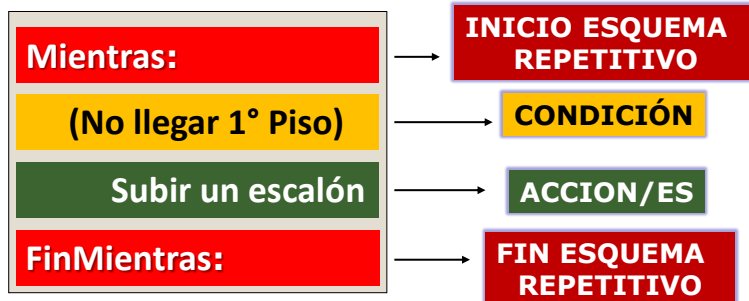 Mientras:
INICIO ESQUEMA
REPETITIVO
(No llegar 1° Piso)
CONDICIÓN
Subir un escalón
ACCION/ES
FinMientras:
FIN ESQUEMA
REPETITIVO